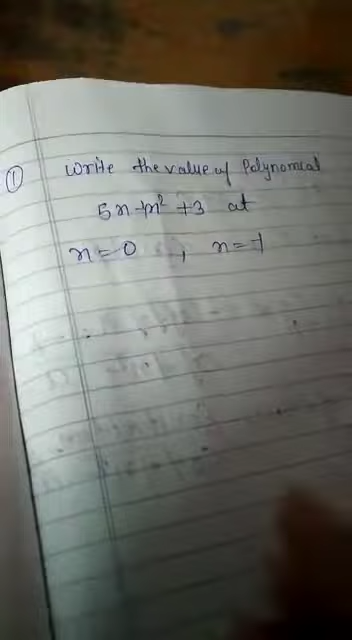 ① Write the value of Polynomial
5x+x² +3 at
x=0 , x=-1